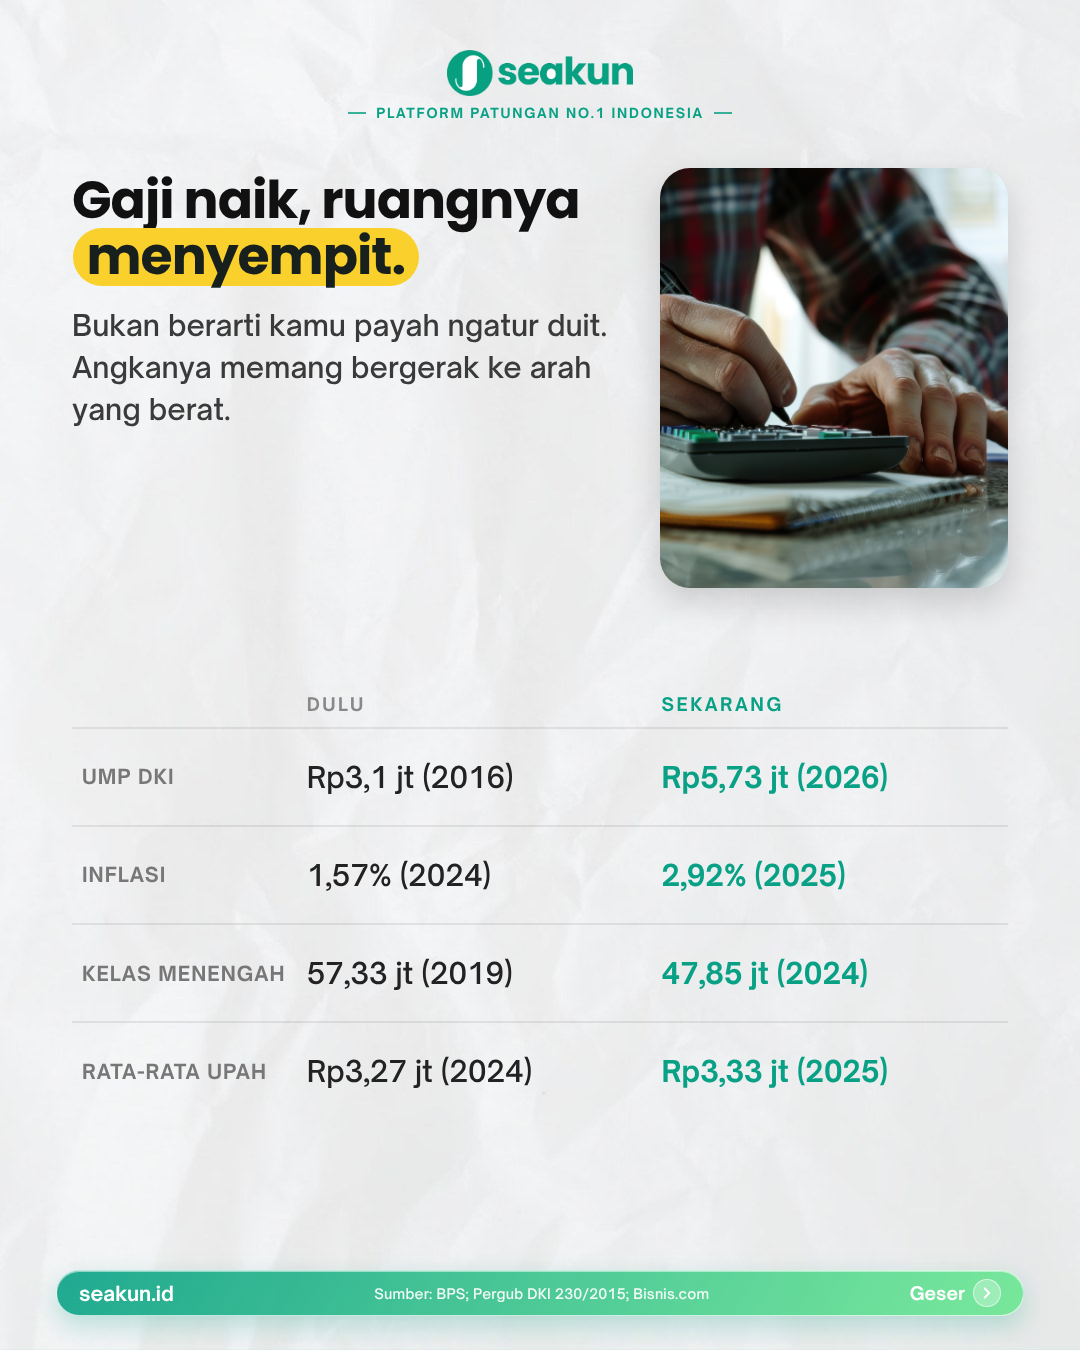 seakun
PLATFORM PATUNGAN NO.1 INDONESIA
Gaji naik, ruangnya
menyempit.
Bukan berarti kamu payah ngatur duit.
Angkanya memang bergerak ke arah
yang berat.
DULU SEKARANG
UMP DKI Rp3,1 jt (2016) Rp5,73 jt (2026)
INFLASI 1,57% (2024) 2,92% (2025)
KELAS MENENGAH 57,33 jt (2019) 47,85 jt (2024)
RATA-RATA UPAH Rp3,27 jt (2024) Rp3,33 jt (2025)
seakun.id Sumber: BPS; Pergub DKI 230/2015; Bisnis.com Geser